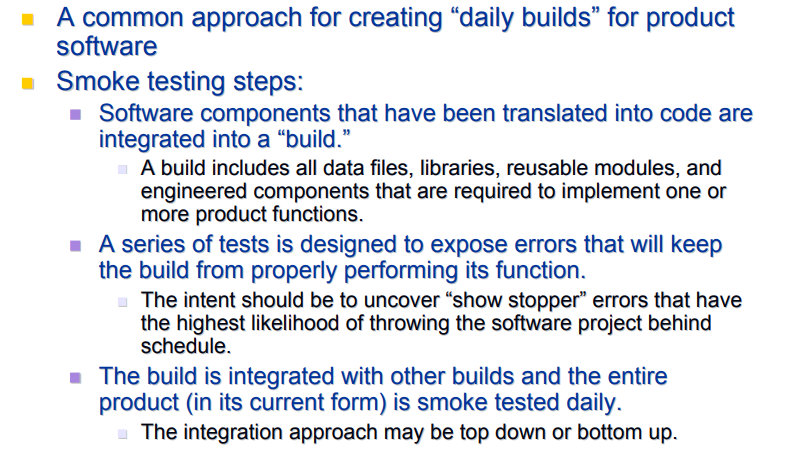 A common approach for creating “daily builds” for product
software
Smoke testing steps:
Software components that have been translated into code are
integrated into a “build.”
A build includes all data files, libraries, reusable modules, and
engineered components that are required to implement one or
more product functions.
A series of tests is designed to expose errors that will keep
the build from properly performing its function.
The intent should be to uncover “show stopper” errors that have
the highest likelihood of throwing the software project behind
schedule.
The build is integrated with other builds and the entire
product (in its current form) is smoke tested daily.
The integration approach may be top down or bottom up.